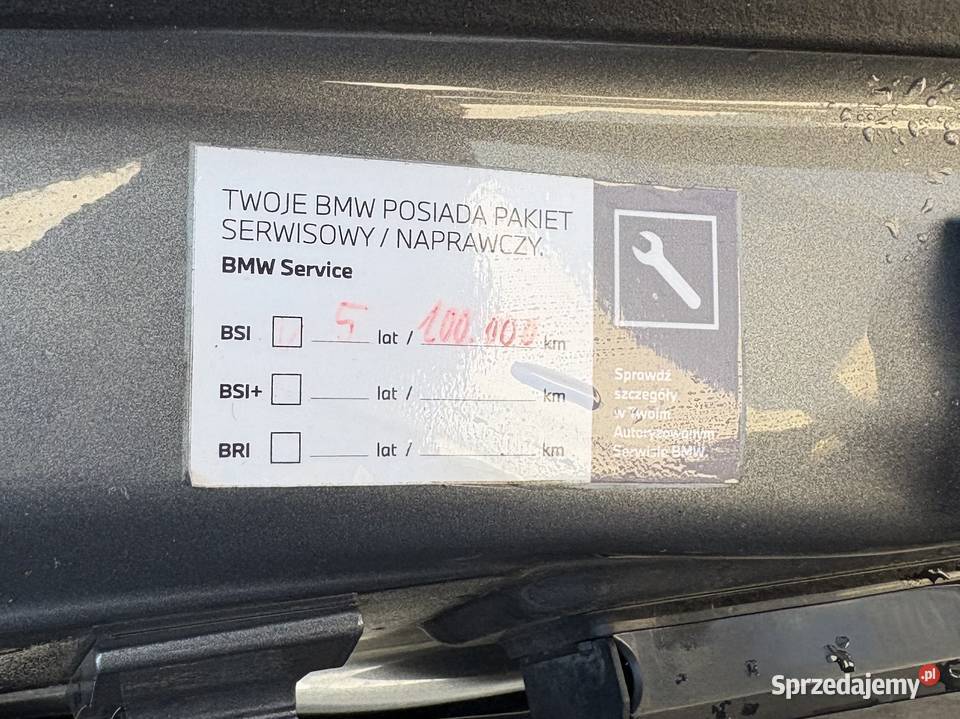 TWOJE BMW POSIADA PAKIET
SERWISOWY / NAPRAWCZY.
BMW Service
BSI 5 lat / 100.000 km
BSI+ lat / km
BRI lat / km
Sprawdź
szczegóły
w Twoim
Autoryzowanym
Serwisie BMW.
Sprzedajemy.pl